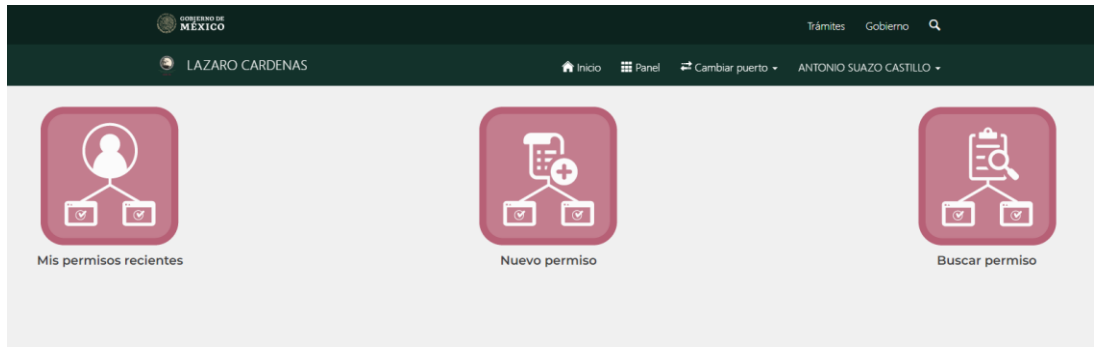 GOBIERNO DE
MÉXICO
Trámites Gobierno
LAZARO CARDENAS
Inicio Panel Cambiar puerto ANTONIO SUAZO CASTILLO
Mis permisos recientes
Nuevo permiso
Buscar permiso